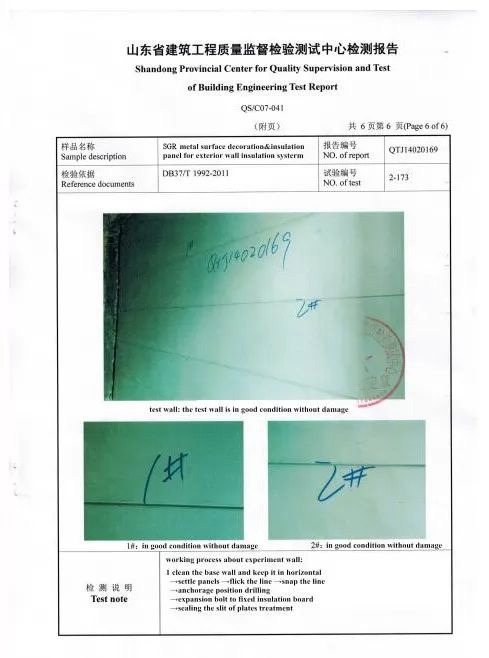 山东省建筑工程质量监督检验测试中心检测报告
Shandong Provincial Center for Quality Supervision and Test
of Building Engineering Test Report
QS/C07-041
(附页) 共 6 页第 6 页(Page 6 of 6)
样品名称
Sample description
SGR metal surface decoration&insulation
panel for exterior wall insulation systerm
报告编号
NO. of report
QTJ14020169
检验依据
Reference documents
DB37/T 1992-2011
试验编号
NO. of test
2-173
1#
QTJ14020169
2#
test wall: the test wall is in good condition without damage
1#
2#
1#: in good condition without damage
2#: in good condition without damage
检 测 说 明
Test note
working process about experiment wall:
1 clean the base wall and keep it in horizontal
→settle panels →flick the line →snap the line
→anchorage position drilling
→expansion bolt to fixed insulation board
→sealing the slit of plates treatment